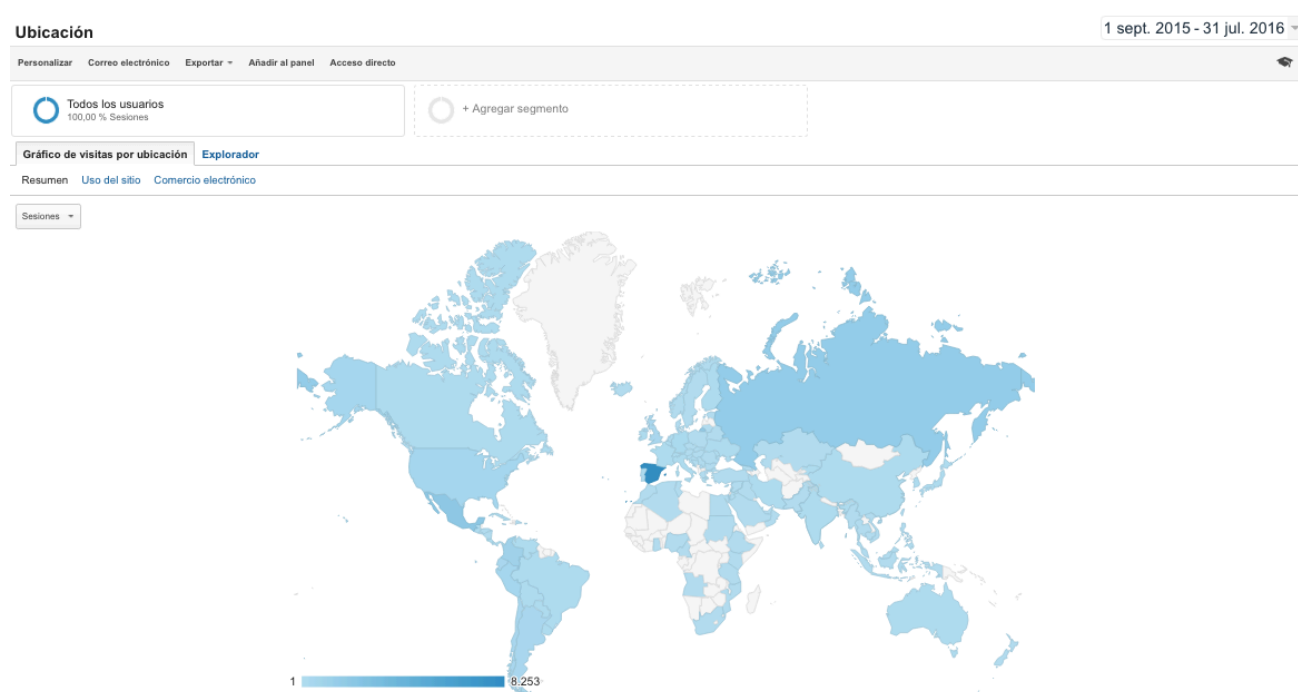 Ubicación
1 sept. 2015 - 31 jul. 2016
Personalizar Correo electrónico Exportar Añadir al panel Acceso directo
Todos los usuarios
100,00 % Sesiones
+ Agregar segmento
Gráfico de visitas por ubicación Explorador
Resumen Uso del sitio Comercio electrónico
Sesiones
1 8.253